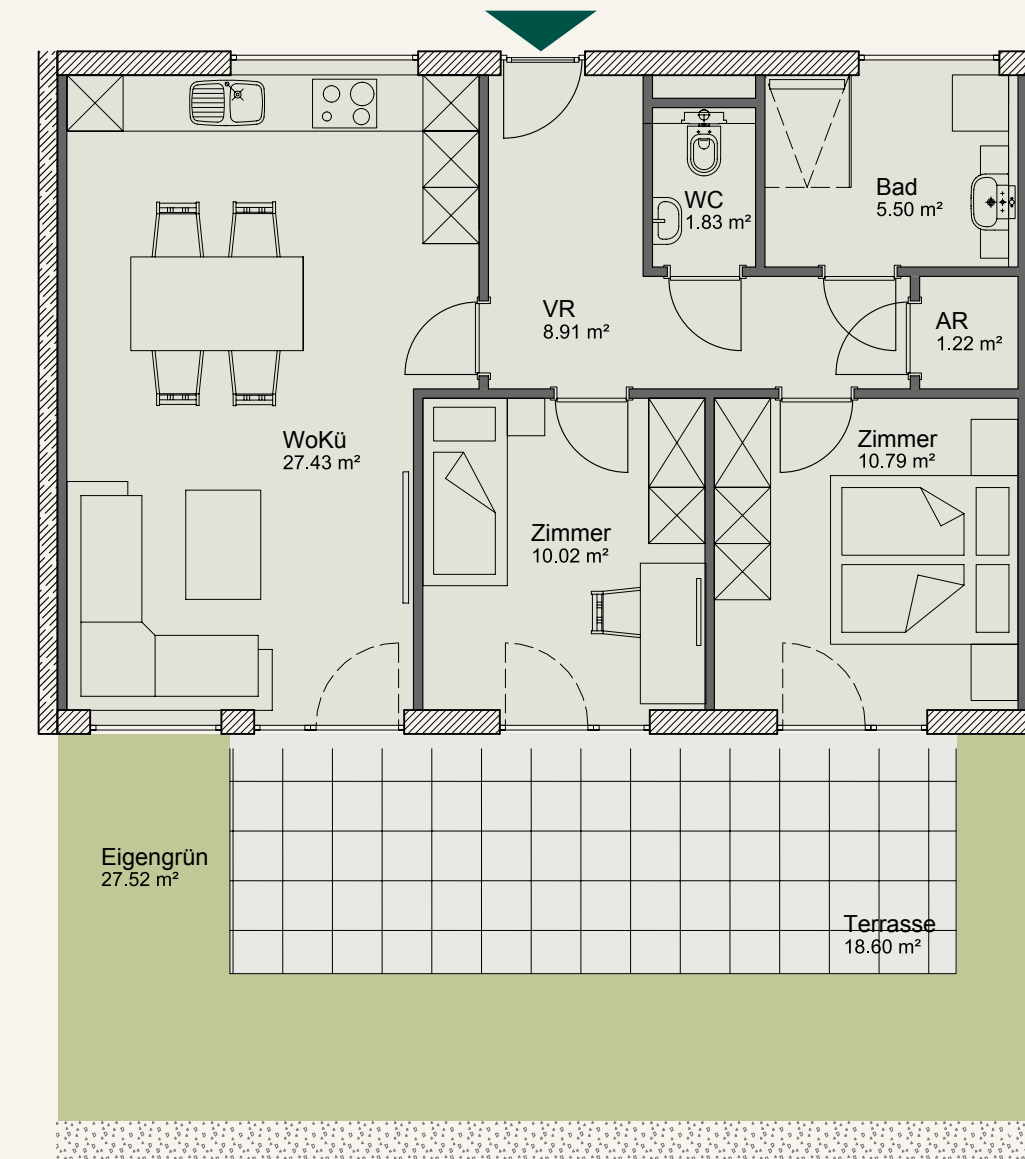 Bad
5.50 m²
WC
1.83 m²
VR
8.91 m²
AR
1.22 m²
WoKü
27.43 m²
Zimmer
10.79 m²
Zimmer
10.02 m²
Eigengrün
27.52 m²
Terrasse
18.60 m²